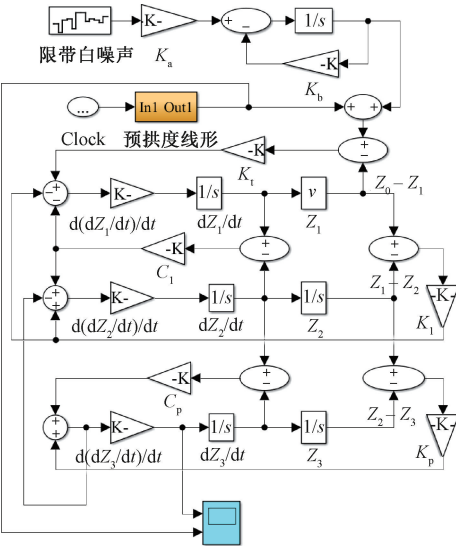 K-
1/s
限带白噪声
K_a
-K
K_b
...
In1 Out1
Clock
预拱度线形
-K
K_t
Z_0-Z_1
K-
1/s
v
d(dZ_1/dt)/dt
dZ_1/dt
Z_1
-K
C_1
K-
1/s
1/s
Z_1-Z_2
-K-
K_1
d(dZ_2/dt)/dt
dZ_2/dt
Z_2
-K
C_p
Z_2-Z_3
K-
1/s
1/s
-K-
K_p
d(dZ_3/dt)/dt
dZ_3/dt
Z_3